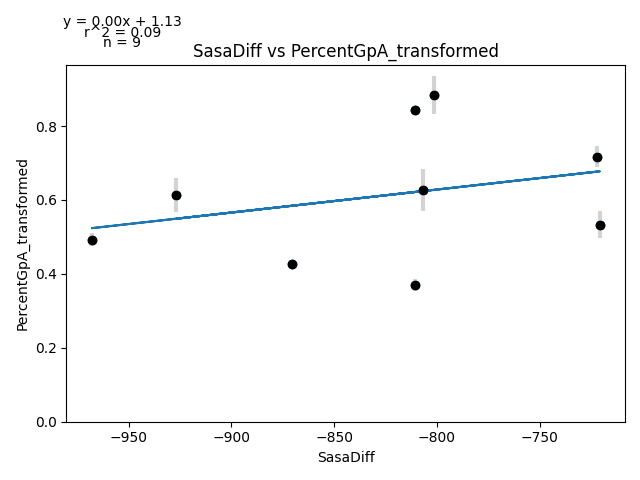 y = 0.00x + 1.13
r^2 = 0.09
n = 9
SasaDiff vs PercentGpA_transformed
PercentGpA_transformed
0.8
0.6
0.4
0.2
0.0
−950 −900 −850 −800 −750
SasaDiff